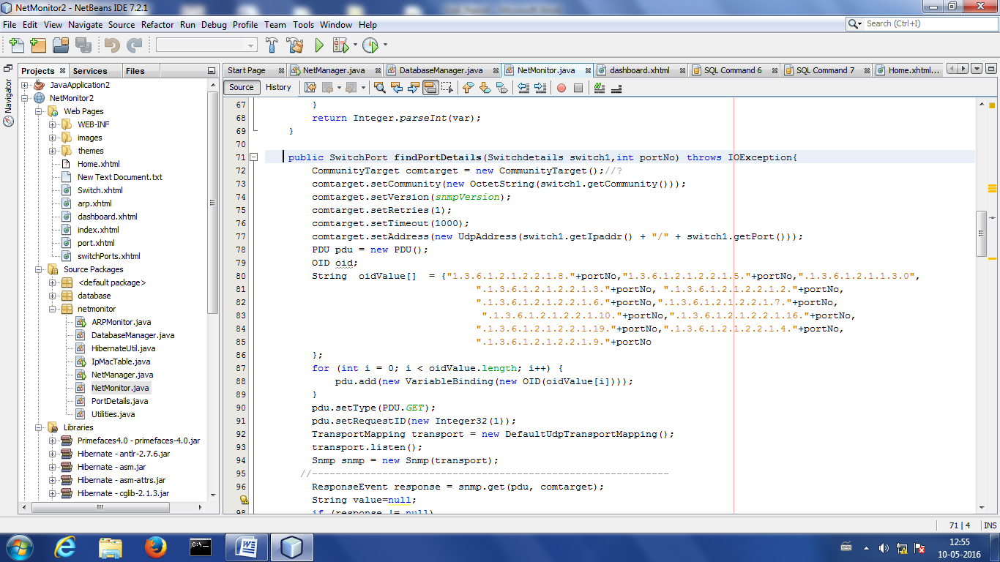 NetMonitor2 - NetBeans IDE 7.2.1
File Edit View Navigate Source Refactor Run Debug Profile Team Tools Window Help
Search (Ctrl+I)
Navigator
Projects Services Files
JavaApplication2
NetMonitor2
Web Pages
WEB-INF
images
themes
Home.xhtml
New Text Document.txt
Switch.xhtml
arp.xhtml
dashboard.xhtml
index.xhtml
port.xhtml
switchPorts.xhtml
Source Packages
<default package>
database
netmonitor
ARPMonitor.java
DatabaseManager.java
HibernateUtil.java
IpMacTable.java
NetManager.java
NetMonitor.java
PortDetails.java
Utilities.java
Libraries
Primefaces4.0 - primefaces-4.0.jar
Hibernate - antlr-2.7.6.jar
Hibernate - asm.jar
Hibernate - asm-attrs.jar
Hibernate - cglib-2.1.3.jar
Start Page NetManager.java DatabaseManager.java NetMonitor.java dashboard.xhtml SQL Command 6 SQL Command 7 Home.xhtml...
Source History
67 }
68 return Integer.parseInt(var);
69 }
70
71 public SwitchPort findPortDetails(Switchdetails switch1,int portNo) throws IOException{
72 CommunityTarget comtarget = new CommunityTarget();//?
73 comtarget.setCommunity(new OctetString(switch1.getCommunity()));
74 comtarget.setVersion(snmpVersion);
75 comtarget.setRetries(1);
76 comtarget.setTimeout(1000);
77 comtarget.setAddress(new UdpAddress(switch1.getIpaddr() + "/" + switch1.getPort()));
78 PDU pdu = new PDU();
79 OID oid;
80 String oidValue[] = {"1.3.6.1.2.1.2.2.1.8."+portNo,"1.3.6.1.2.1.2.2.1.5."+portNo,".1.3.6.1.2.1.1.3.0",
81 ".1.3.6.1.2.1.2.2.1.3."+portNo, ".1.3.6.1.2.1.2.2.1.2."+portNo,
82 ".1.3.6.1.2.1.2.2.1.6."+portNo,".1.3.6.1.2.1.2.2.1.7."+portNo,
83 ".1.3.6.1.2.1.2.2.1.10."+portNo,".1.3.6.1.2.1.2.2.1.16."+portNo,
84 ".1.3.6.1.2.1.2.2.1.19."+portNo,".1.3.6.1.2.1.2.2.1.4."+portNo,
85 ".1.3.6.1.2.1.2.2.1.9."+portNo
86 };
87 for (int i = 0; i < oidValue.length; i++) {
88 pdu.add(new VariableBinding(new OID(oidValue[i])));
89 }
90 pdu.setType(PDU.GET);
91 pdu.setRequestID(new Integer32(1));
92 TransportMapping transport = new DefaultUdpTransportMapping();
93 transport.listen();
94 Snmp snmp = new Snmp(transport);
95 //-------------------------------------------------------------
96 ResponseEvent response = snmp.get(pdu, comtarget);
String value=null;
98 if (response != null)
71 | 4 INS
12:55
10-05-2016